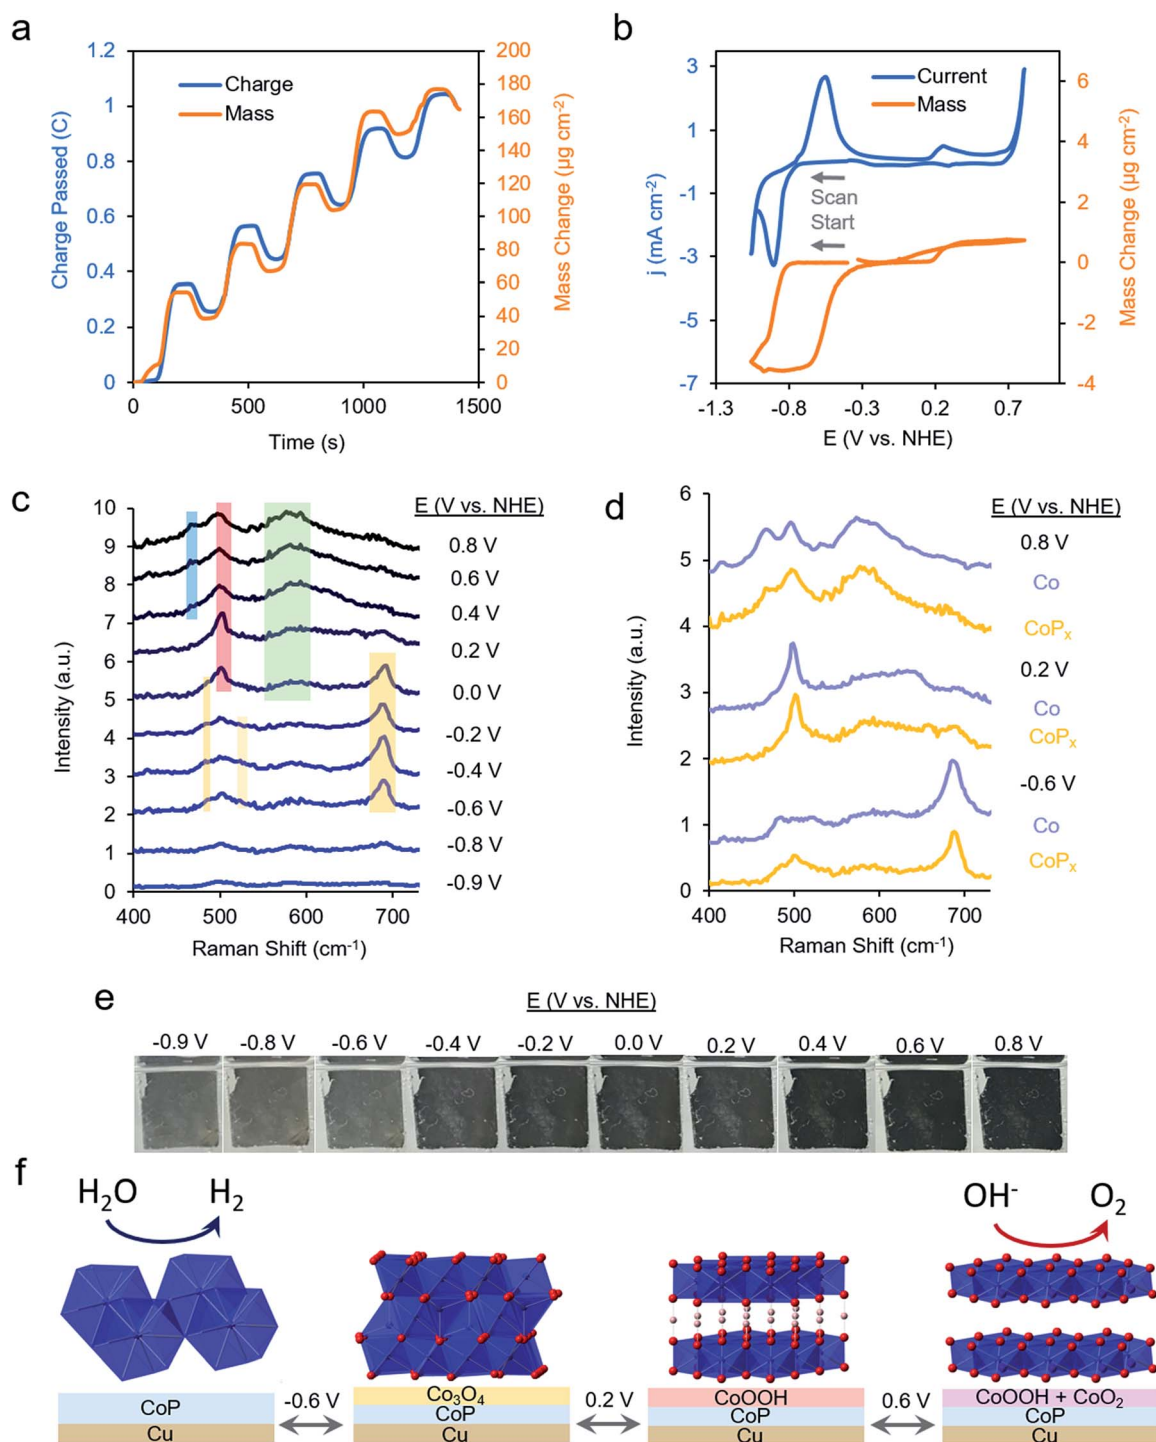 a
Charge Passed (C)
1.2
1
0.8
0.6
0.4
0.2
0
Charge
Mass
200
180
160
140
120
100
80
60
40
20
0
Mass Change (µg cm-2)
0 500 1000 1500
Time (s)
b
j (mA cm-2)
3
1
-1
-3
-5
-7
Current
Mass
Scan
Start
6
4
2
0
-2
-4
Mass Change (µg cm-2)
-1.3 -0.8 -0.3 0.2 0.7
E (V vs. NHE)
c
Intensity (a.u.)
10
9
8
7
6
5
4
3
2
1
0
E (V vs. NHE)
0.8 V
0.6 V
0.4 V
0.2 V
0.0 V
-0.2 V
-0.4 V
-0.6 V
-0.8 V
-0.9 V
400 500 600 700
Raman Shift (cm-1)
d
Intensity (a.u.)
6
5
4
3
2
1
0
E (V vs. NHE)
0.8 V
Co
CoPx
0.2 V
Co
CoPx
-0.6 V
Co
CoPx
400 500 600 700
Raman Shift (cm-1)
e
E (V vs. NHE)
-0.9 V -0.8 V -0.6 V -0.4 V -0.2 V 0.0 V 0.2 V 0.4 V 0.6 V 0.8 V
f
H2O H2
OH- O2
CoP
Cu
-0.6 V
Co3O4
CoP
Cu
0.2 V
CoOOH
CoP
Cu
0.6 V
CoOOH + CoO2
CoP
Cu